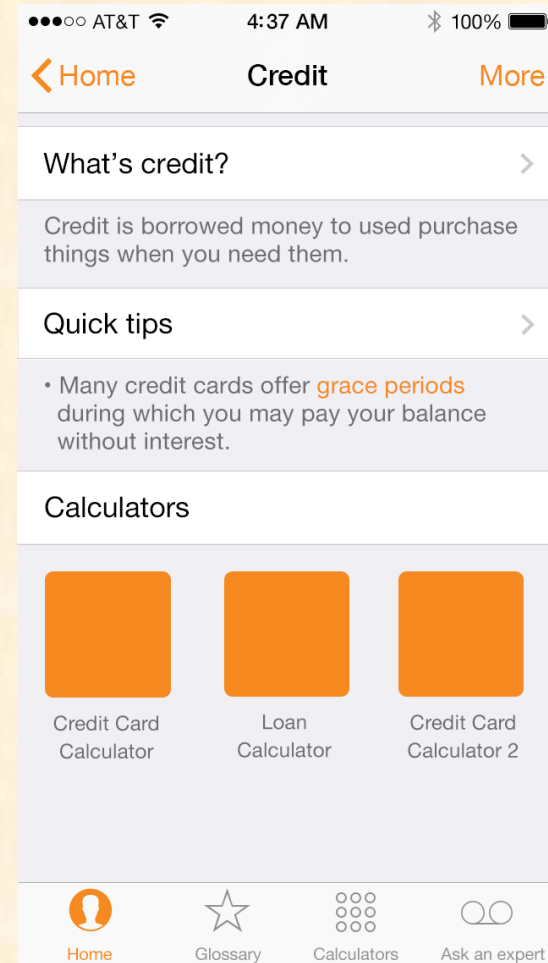 AT&T 4:37 AM 100%
Home Credit More
What's credit?
Credit is borrowed money to used purchase
things when you need them.
Quick tips
• Many credit cards offer grace periods
during which you may pay your balance
without interest.
Calculators
Credit Card Loan Credit Card
Calculator Calculator Calculator 2
Home Glossary Calculators Ask an expert